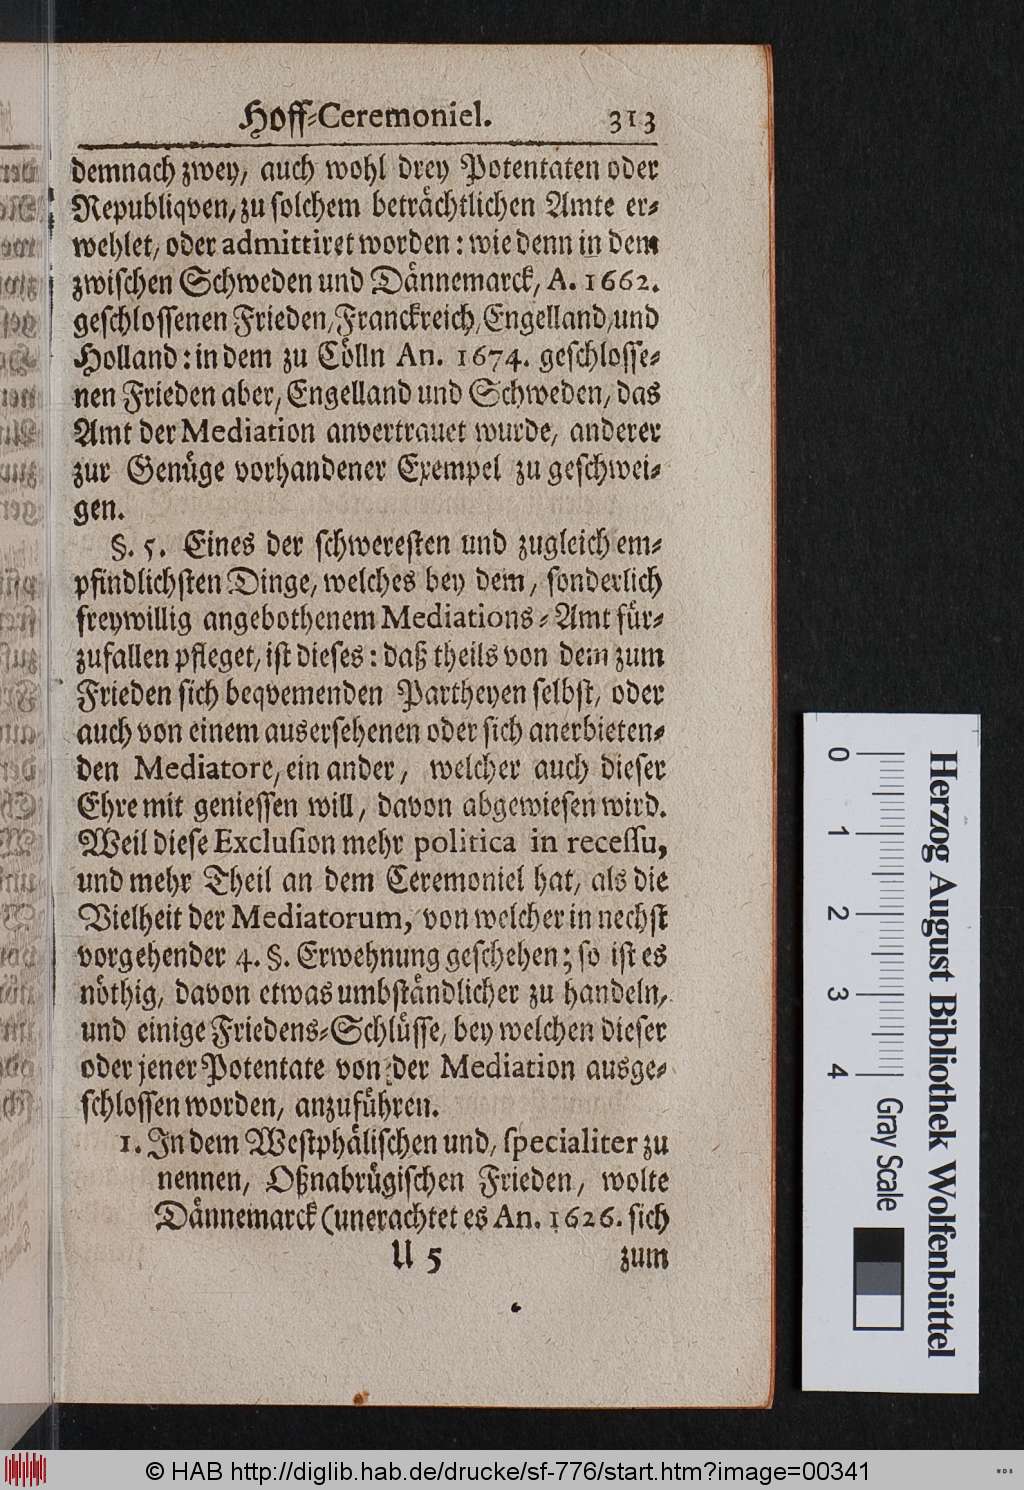 Hoff-Ceremoniel. 313
demnach zwey, auch wohl drey Potentaten oder
Republiqven, zu solchem beträchtlichen Amte er-
wehlet, oder admittiret worden: wie denn in dem
zwischen Schweden und Dännemarck, A. 1662.
geschlossenen Frieden, Franckreich, Engelland, und
Holland: in dem zu Cölln An. 1674. geschlosse-
nen Frieden aber, Engelland und Schweden, das
Amt der Mediation anvertrauet wurde, anderer
zur Genüge vorhandener Exempel zu geschwei-
gen.
§. 5. Eines der schweresten und zugleich em-
pfindlichsten Dinge, welches bey dem, sonderlich
freywillig angebothenem Mediations-Amt für-
zufallen pfleget, ist dieses: daß theils von dem zum
Frieden sich beqvemenden Partheyen selbst, oder
auch von einem ausersehenen oder sich anerbieten-
den Mediatore, ein ander, welcher auch dieser
Ehre mit geniessen will, davon abgewiesen wird.
Weil diese Exclusion mehr politica in recessu,
und mehr Theil an dem Ceremoniel hat, als die
Vielheit der Mediatorum, von welcher in nechst
vorgehender 4. §. Erwehnung geschehen; so ist es
nöthig, davon etwas umbständlicher zu handeln,
und einige Friedens-Schlüsse, bey welchen dieser
oder jener Potentate von der Mediation ausge-
schlossen worden, anzuführen.
1. In dem Westphälischen und, specialiter zu
nennen, Oßnabrügischen Frieden, wolte
Dännemarck (unerachtet es An. 1626. sich
U 5 zum
0 1 2 3 4 Gray Scale
Herzog August Bibliothek Wolfenbüttel
© HAB http://diglib.hab.de/drucke/sf-776/start.htm?image=00341